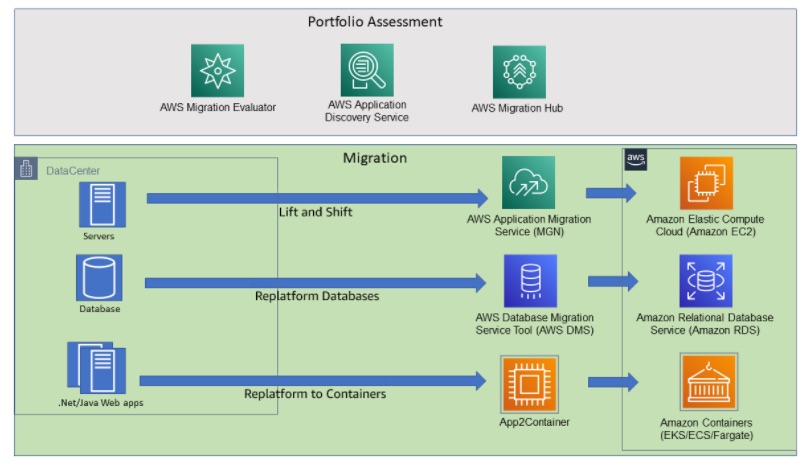 Portfolio Assessment
AWS Migration Evaluator
AWS Application
Discovery Service
AWS Migration Hub
Migration
DataCenter
aws
Servers
Lift and Shift
AWS Application Migration
Service (MGN)
Amazon Elastic Compute
Cloud (Amazon EC2)
Database
Replatform Databases
AWS Database Migration
Service Tool (AWS DMS)
Amazon Relational Database
Service (Amazon RDS)
.Net/Java Web apps
Replatform to Containers
App2Container
Amazon Containers
(EKS/ECS/Fargate)